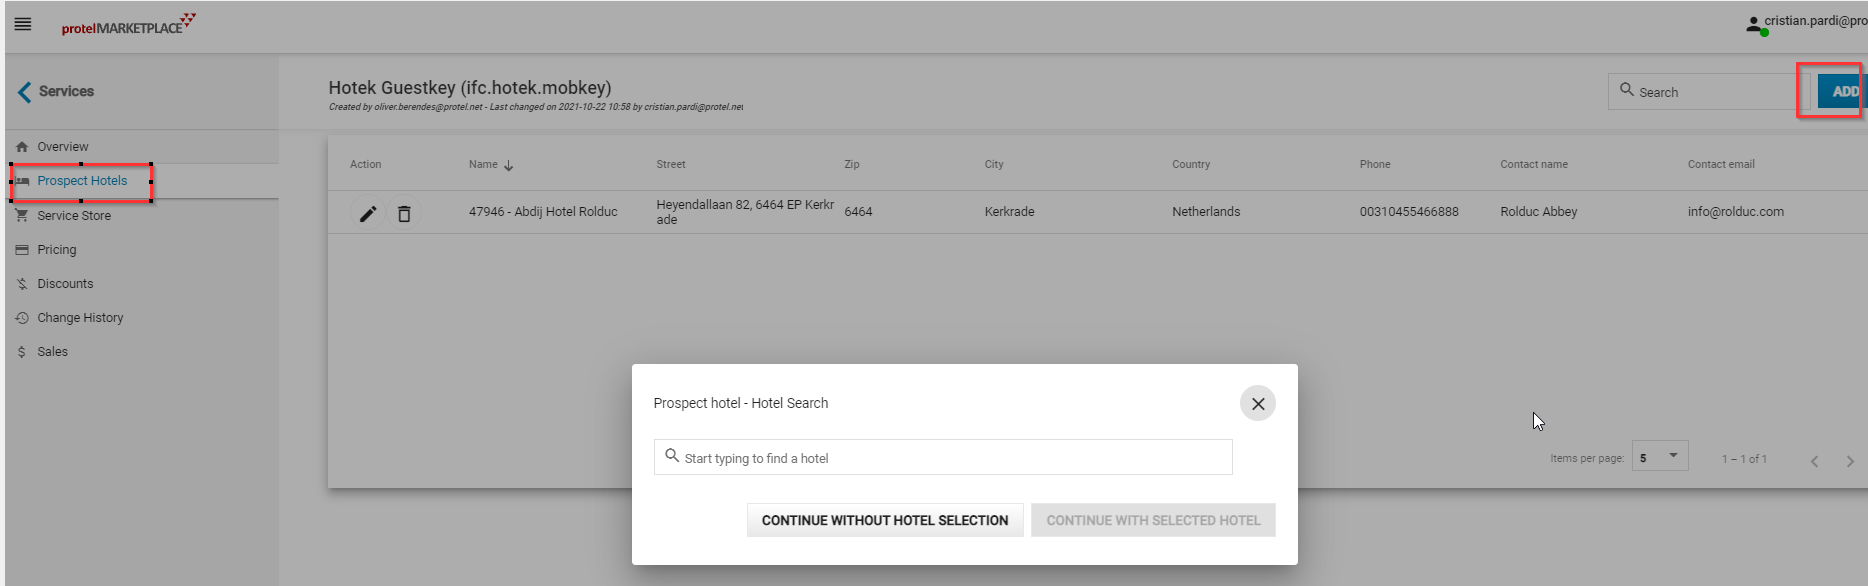 protelMARKETPLACE
cristian.pardi@pro
Services
Hotek Guestkey (ifc.hotek.mobkey)
Created by oliver.berendes@protel.net - Last changed on 2021-10-22 10:58 by cristian.pardi@protel.net
Search
ADD
Overview
Prospect Hotels
Service Store
Pricing
Discounts
Change History
Sales
Action Name Street Zip City Country Phone Contact name Contact email
47946 - Abdij Hotel Rolduc Heyendallaan 82, 6464 EP Kerkr 6464 Kerkrade Netherlands 00310455466888 Rolduc Abbey info@rolduc.com
ade
Prospect hotel - Hotel Search
Start typing to find a hotel
CONTINUE WITHOUT HOTEL SELECTION CONTINUE WITH SELECTED HOTEL
Items per page: 5 1 – 1 of 1